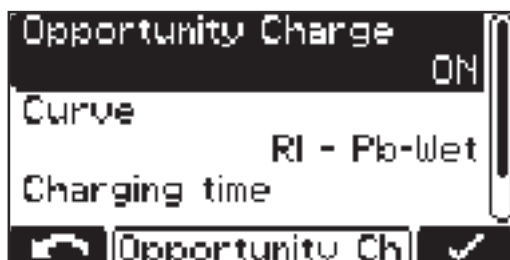 Opportunity Charge
ON
Curve
RI - Pb-Wet
Charging time
Opportunity Ch